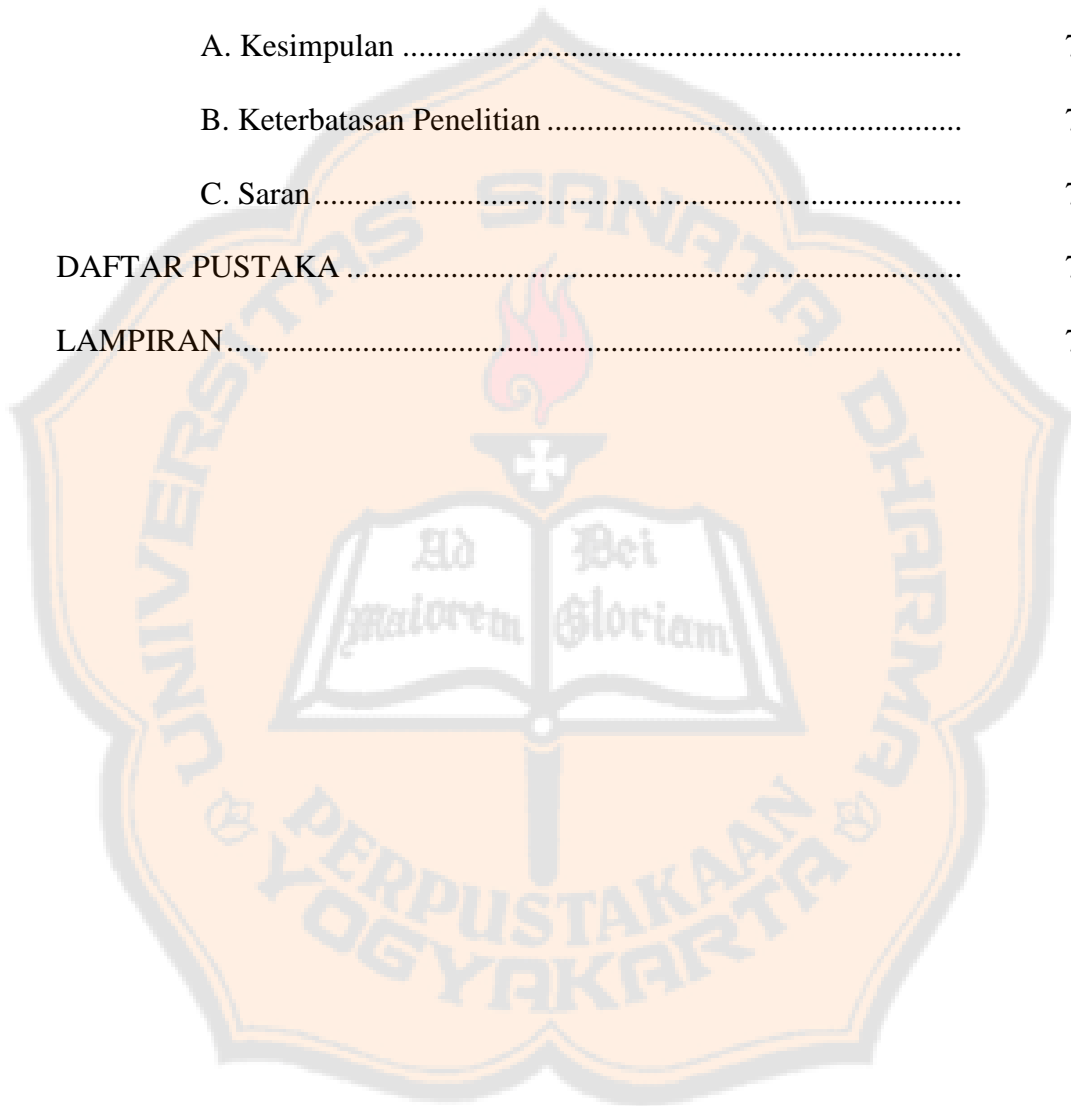 A. Kesimpulan ......................................................................
B. Keterbatasan Penelitian ....................................................
C. Saran .................................................................................
DAFTAR PUSTAKA .............................................................................
LAMPIRAN ............................................................................................
UNIVERSITAS SANATA DHARMA
Ad Dei
Maiorem Gloriam
PERPUSTAKAAN
YOGYAKARTA